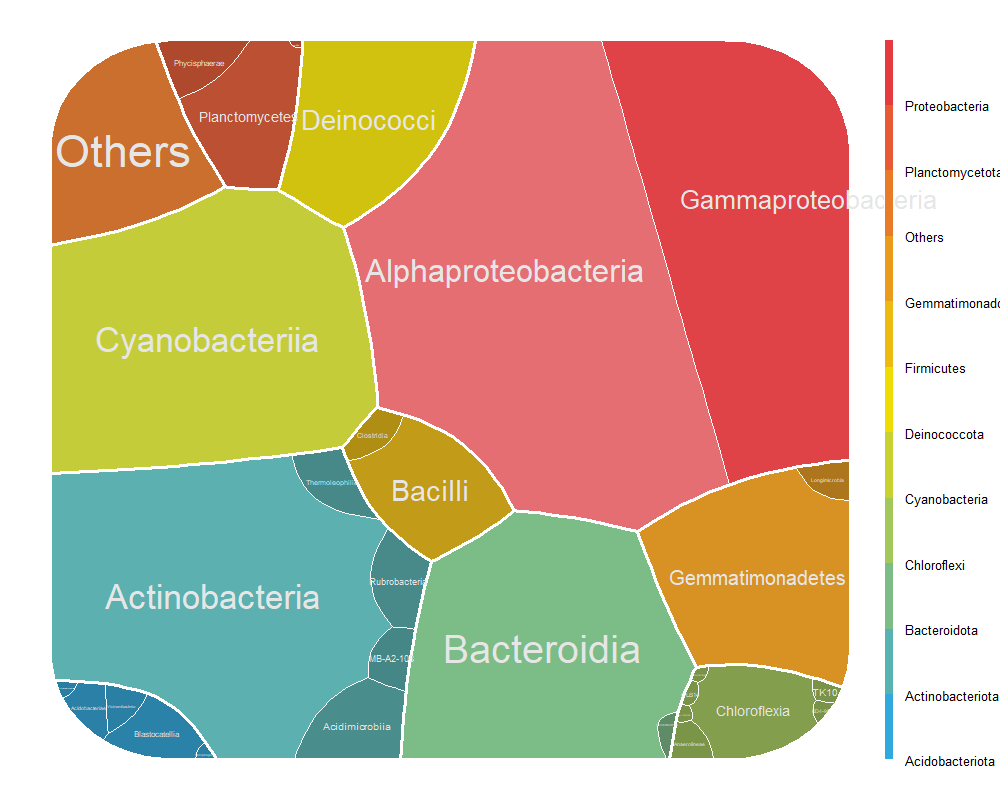 Phycisphaerae
Planctomycetes
Deinococci
Others
Gammaproteobacteria
Alphaproteobacteria
Cyanobacteriia
Clostridia
Thermoleophilia
Bacilli
Longimicrobia
Rubrobacteria
Gemmatimonadetes
Actinobacteria
MB-A2-108
Bacteroidia
TK10
Acidobacteriae
Chloroflexia
Acidimicrobiia
Blastocatellia
Anaerolineae
Proteobacteria
Planctomycetota
Others
Gemmatimonado
Firmicutes
Deinococcota
Cyanobacteria
Chloroflexi
Bacteroidota
Actinobacteriota
Acidobacteriota